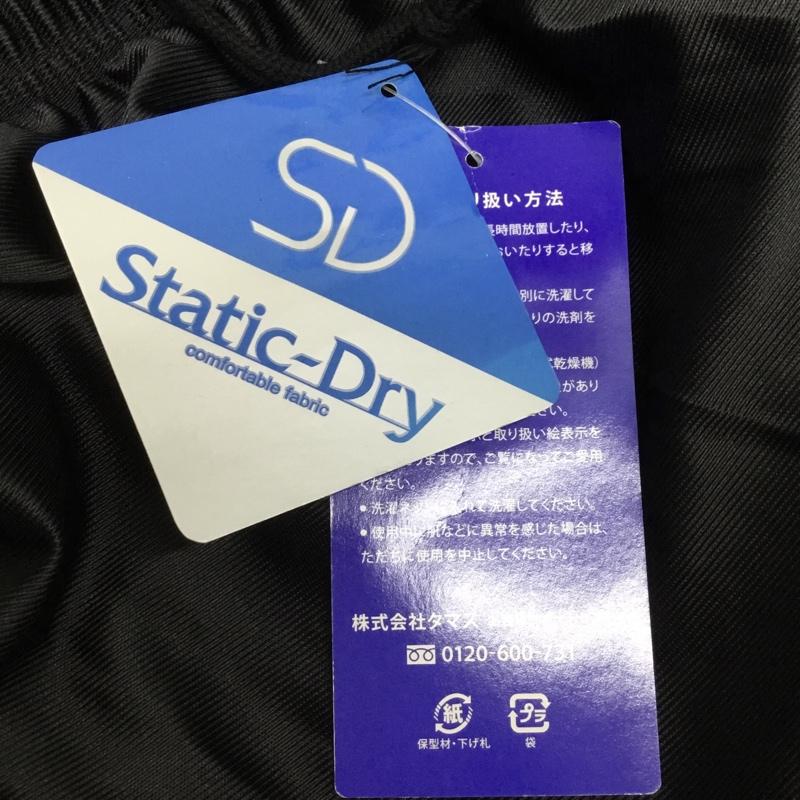 SD
Static-Dry
comfortable fabric
り扱い方法
長時間放置したり、
おいたりすると移
別に洗濯して
りの洗剤を
乾燥機）
があり
ださい。
と取り扱い絵表示を
りますので、ご覧になってご愛用
ください。
●洗濯ネットに入れて洗濯してください。
●使用中に肌などに異常を感じた場合は、
ただちに使用を中止してください。
株式会社タマス
0120-600-731
紙
プラ
保型材・下げ札
袋